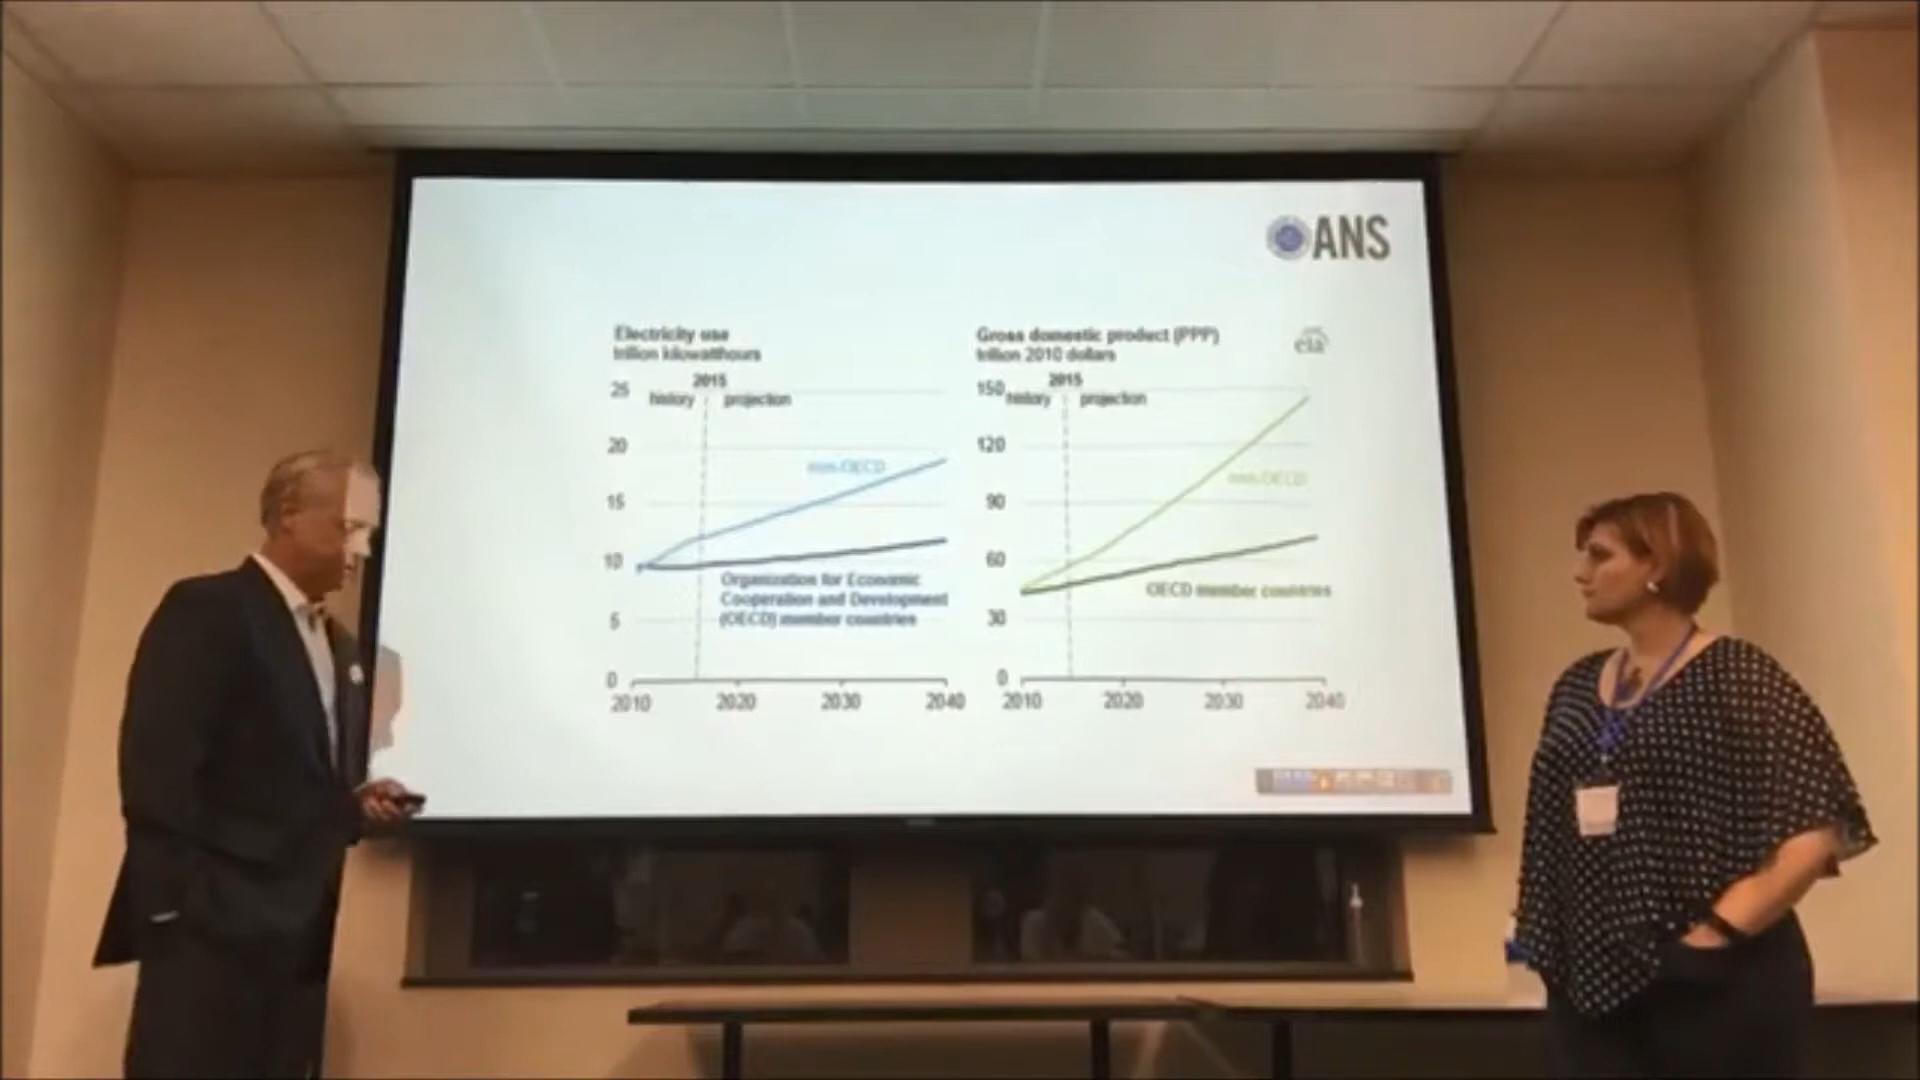 ANS
Electricity use
trillion kilowatthours
2015
history projection
25
20
15
10
5
0
non-OECD
Organization for Economic
Cooperation and Development
(OECD) member countries
2010 2020 2030 2040
Gross domestic product (PPP)
trillion 2010 dollars
eia
2015
history projection
150
120
90
60
30
0
non-OECD
OECD member countries
2010 2020 2030 2040